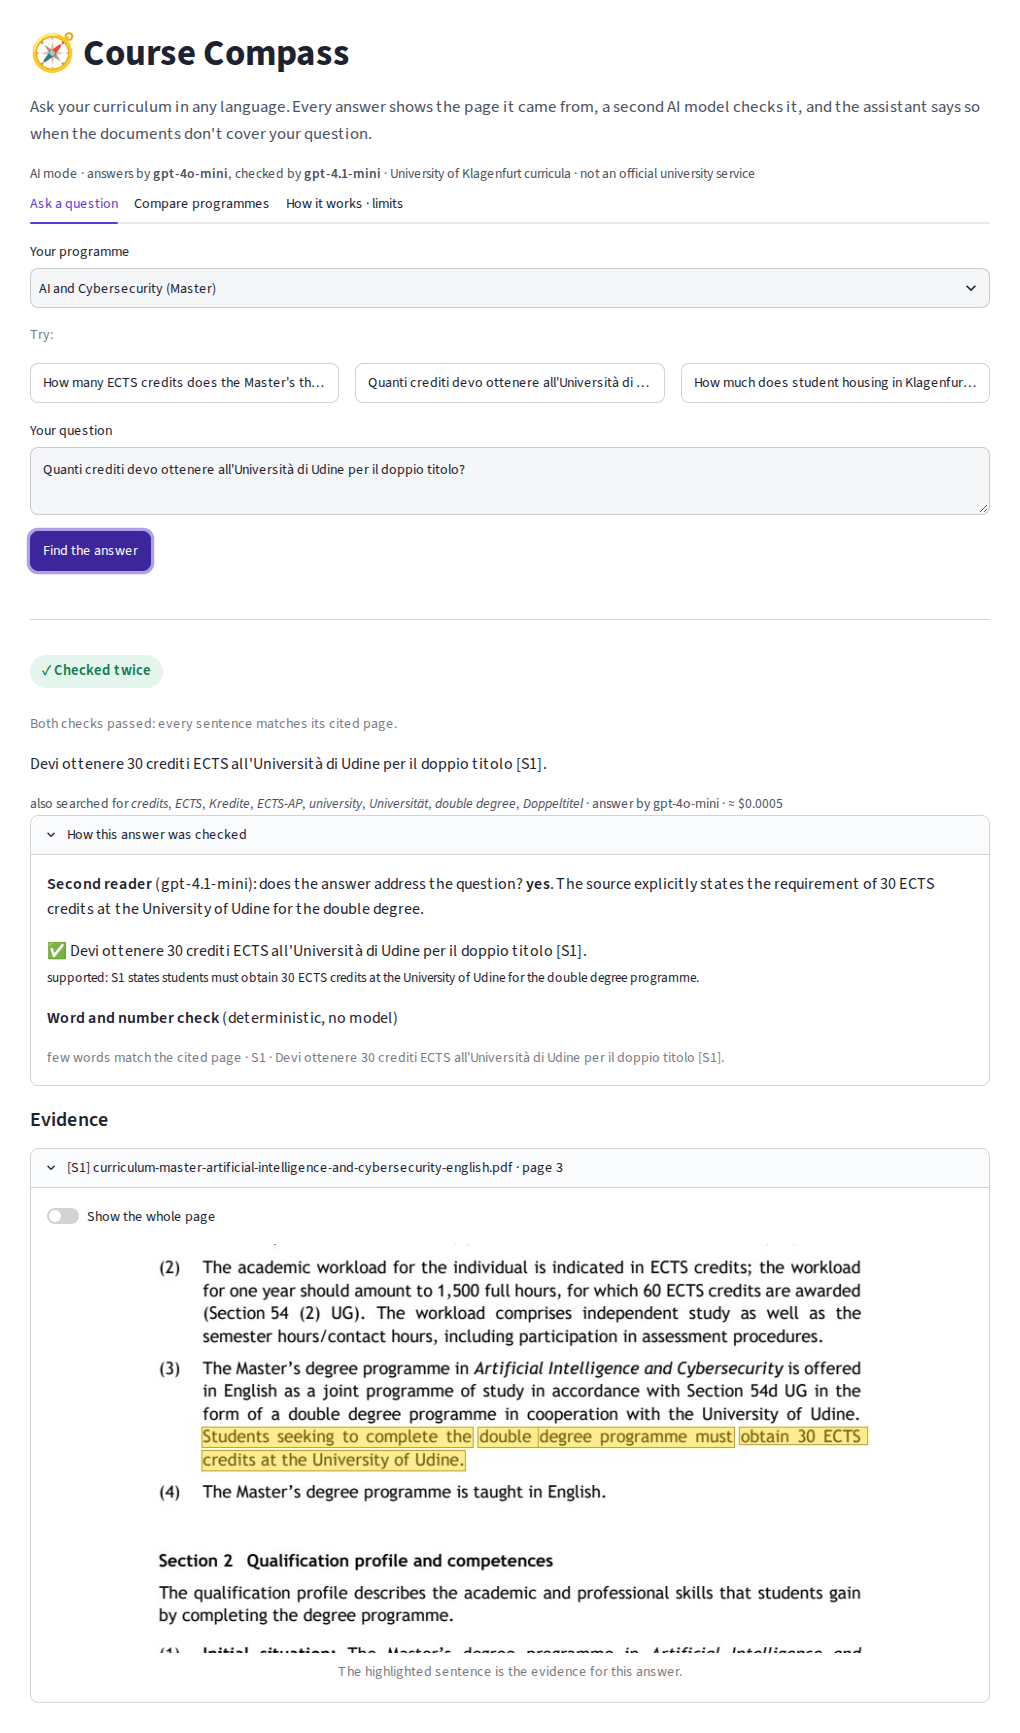 Course Compass
Ask your curriculum in any language. Every answer shows the page it came from, a second AI model checks it, and the assistant says so
when the documents don't cover your question.
AI mode · answers by gpt-4o-mini, checked by gpt-4.1-mini · University of Klagenfurt curricula · not an official university service
Ask a question Compare programmes How it works · limits
Your programme
AI and Cybersecurity (Master)
Try:
How many ECTS credits does the Master's th… Quanti crediti devo ottenere all'Università di … How much does student housing in Klagenfur…
Your question
Quanti crediti devo ottenere all'Università di Udine per il doppio titolo?
Find the answer
✓ Checked twice
Both checks passed: every sentence matches its cited page.
Devi ottenere 30 crediti ECTS all'Università di Udine per il doppio titolo [S1].
also searched for credits, ECTS, Kredite, ECTS-AP, university, Universität, double degree, Doppeltitel · answer by gpt-4o-mini · ≈ $0.0005
How this answer was checked
Second reader (gpt-4.1-mini): does the answer address the question? yes. The source explicitly states the requirement of 30 ECTS
credits at the University of Udine for the double degree.
✅ Devi ottenere 30 crediti ECTS all'Università di Udine per il doppio titolo [S1].
supported: S1 states students must obtain 30 ECTS credits at the University of Udine for the double degree programme.
Word and number check (deterministic, no model)
few words match the cited page · S1 · Devi ottenere 30 crediti ECTS all'Università di Udine per il doppio titolo [S1].
Evidence
[S1] curriculum-master-artificial-intelligence-and-cybersecurity-english.pdf · page 3
Show the whole page
(2) The academic workload for the individual is indicated in ECTS credits; the workload
for one year should amount to 1,500 full hours, for which 60 ECTS credits are awarded
(Section 54 (2) UG). The workload comprises independent study as well as the
semester hours/contact hours, including participation in assessment procedures.
(3) The Master's degree programme in Artificial Intelligence and Cybersecurity is offered
in English as a joint programme of study in accordance with Section 54d UG in the
form of a double degree programme in cooperation with the University of Udine.
Students seeking to complete the double degree programme must obtain 30 ECTS
credits at the University of Udine.
(4) The Master's degree programme is taught in English.
Section 2 Qualification profile and competences
The qualification profile describes the academic and professional skills that students gain
by completing the degree programme.
(1) Initial situation: The Master's degree programme in Artificial Intelligence and
The highlighted sentence is the evidence for this answer.